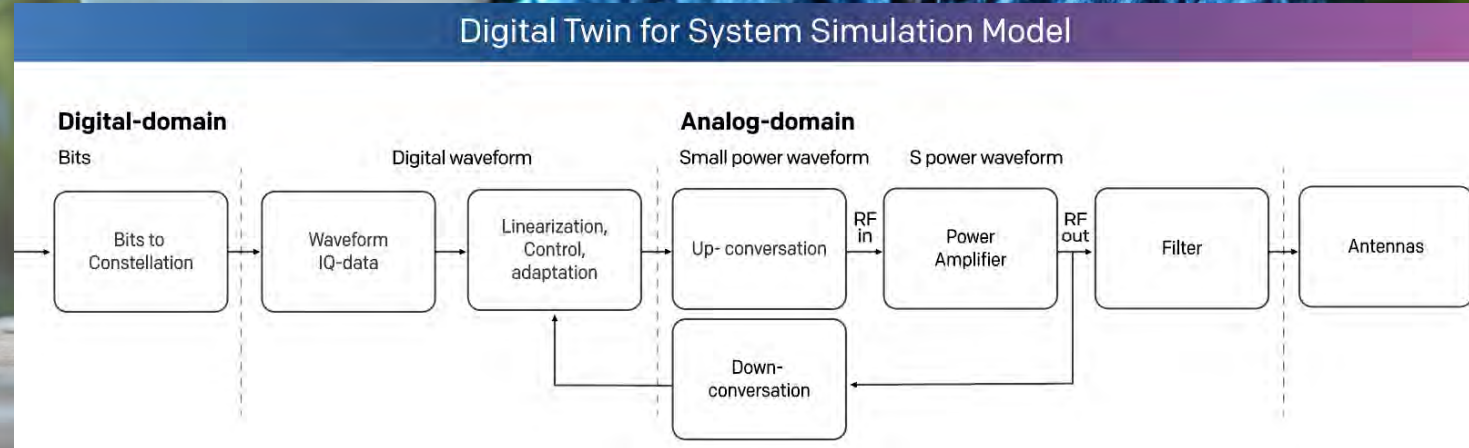 Digital Twin for System Simulation Model
Digital-domain
Analog-domain
Bits
Digital waveform
Small power waveform
S power waveform
Bits to
Constellation
Waveform
IQ-data
Linearization,
Control,
adaptation
Up- conversation
RF
in
Power
Amplifier
RF
out
Filter
Antennas
Down-
conversation